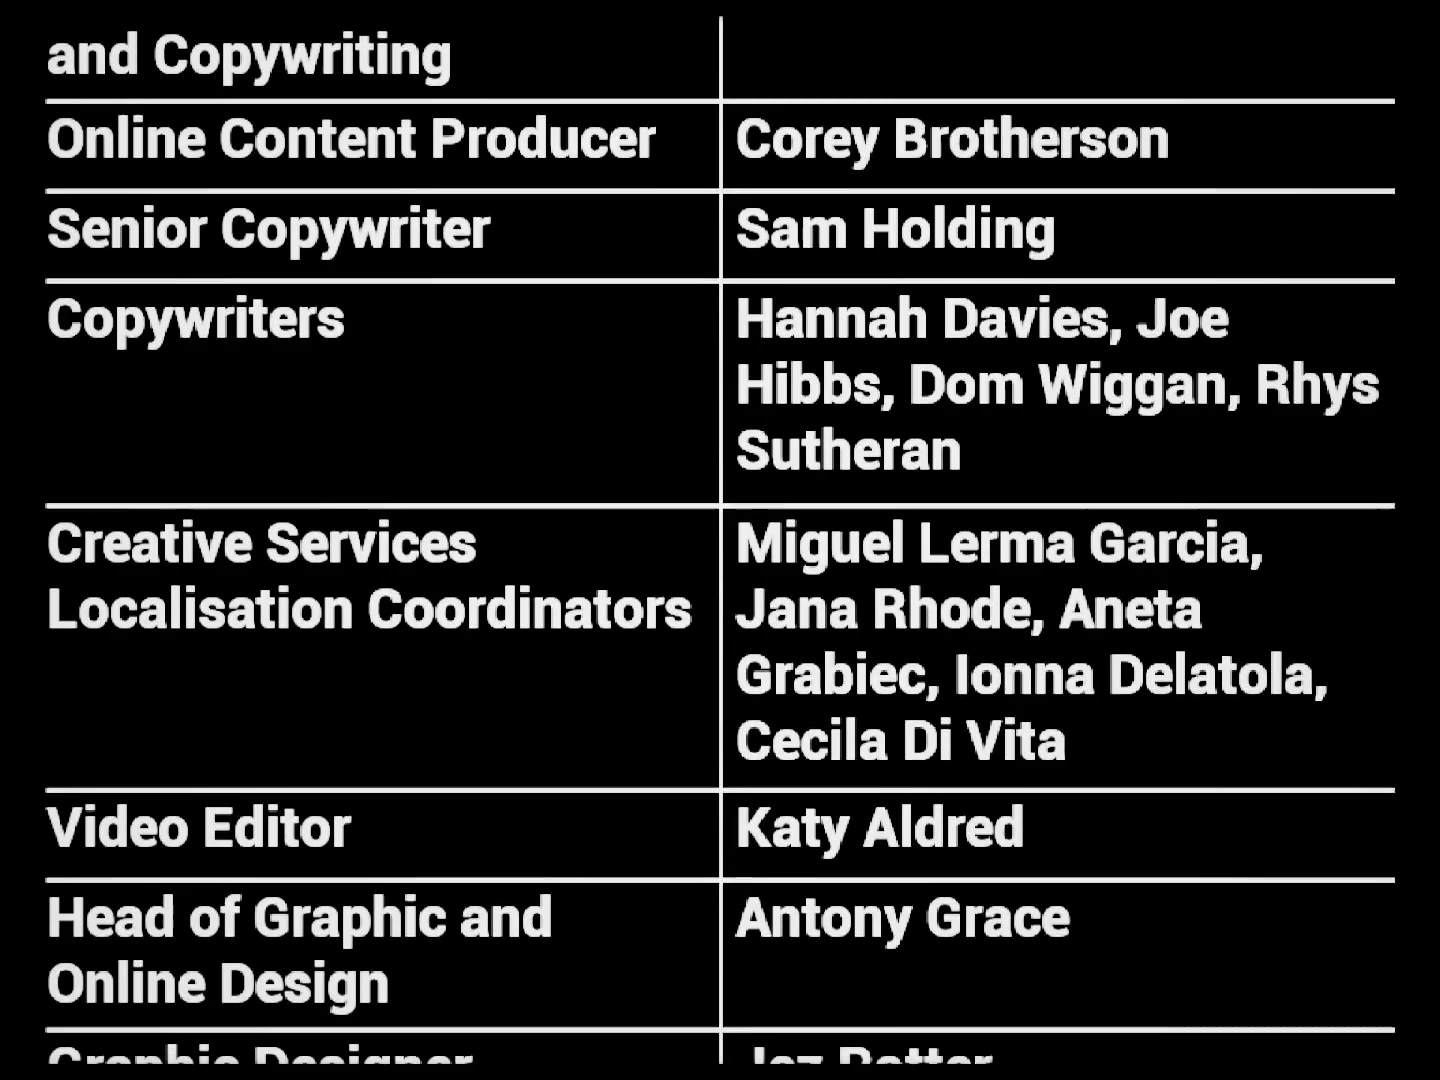 and Copywriting
Online Content Producer
Corey Brotherson
Senior Copywriter
Sam Holding
Copywriters
Hannah Davies, Joe
Hibbs, Dom Wiggan, Rhys
Sutheran
Creative Services
Localisation Coordinators
Miguel Lerma Garcia,
Jana Rhode, Aneta
Grabiec, Ionna Delatola,
Cecila Di Vita
Video Editor
Katy Aldred
Head of Graphic and
Online Design
Antony Grace
Graphic Designer